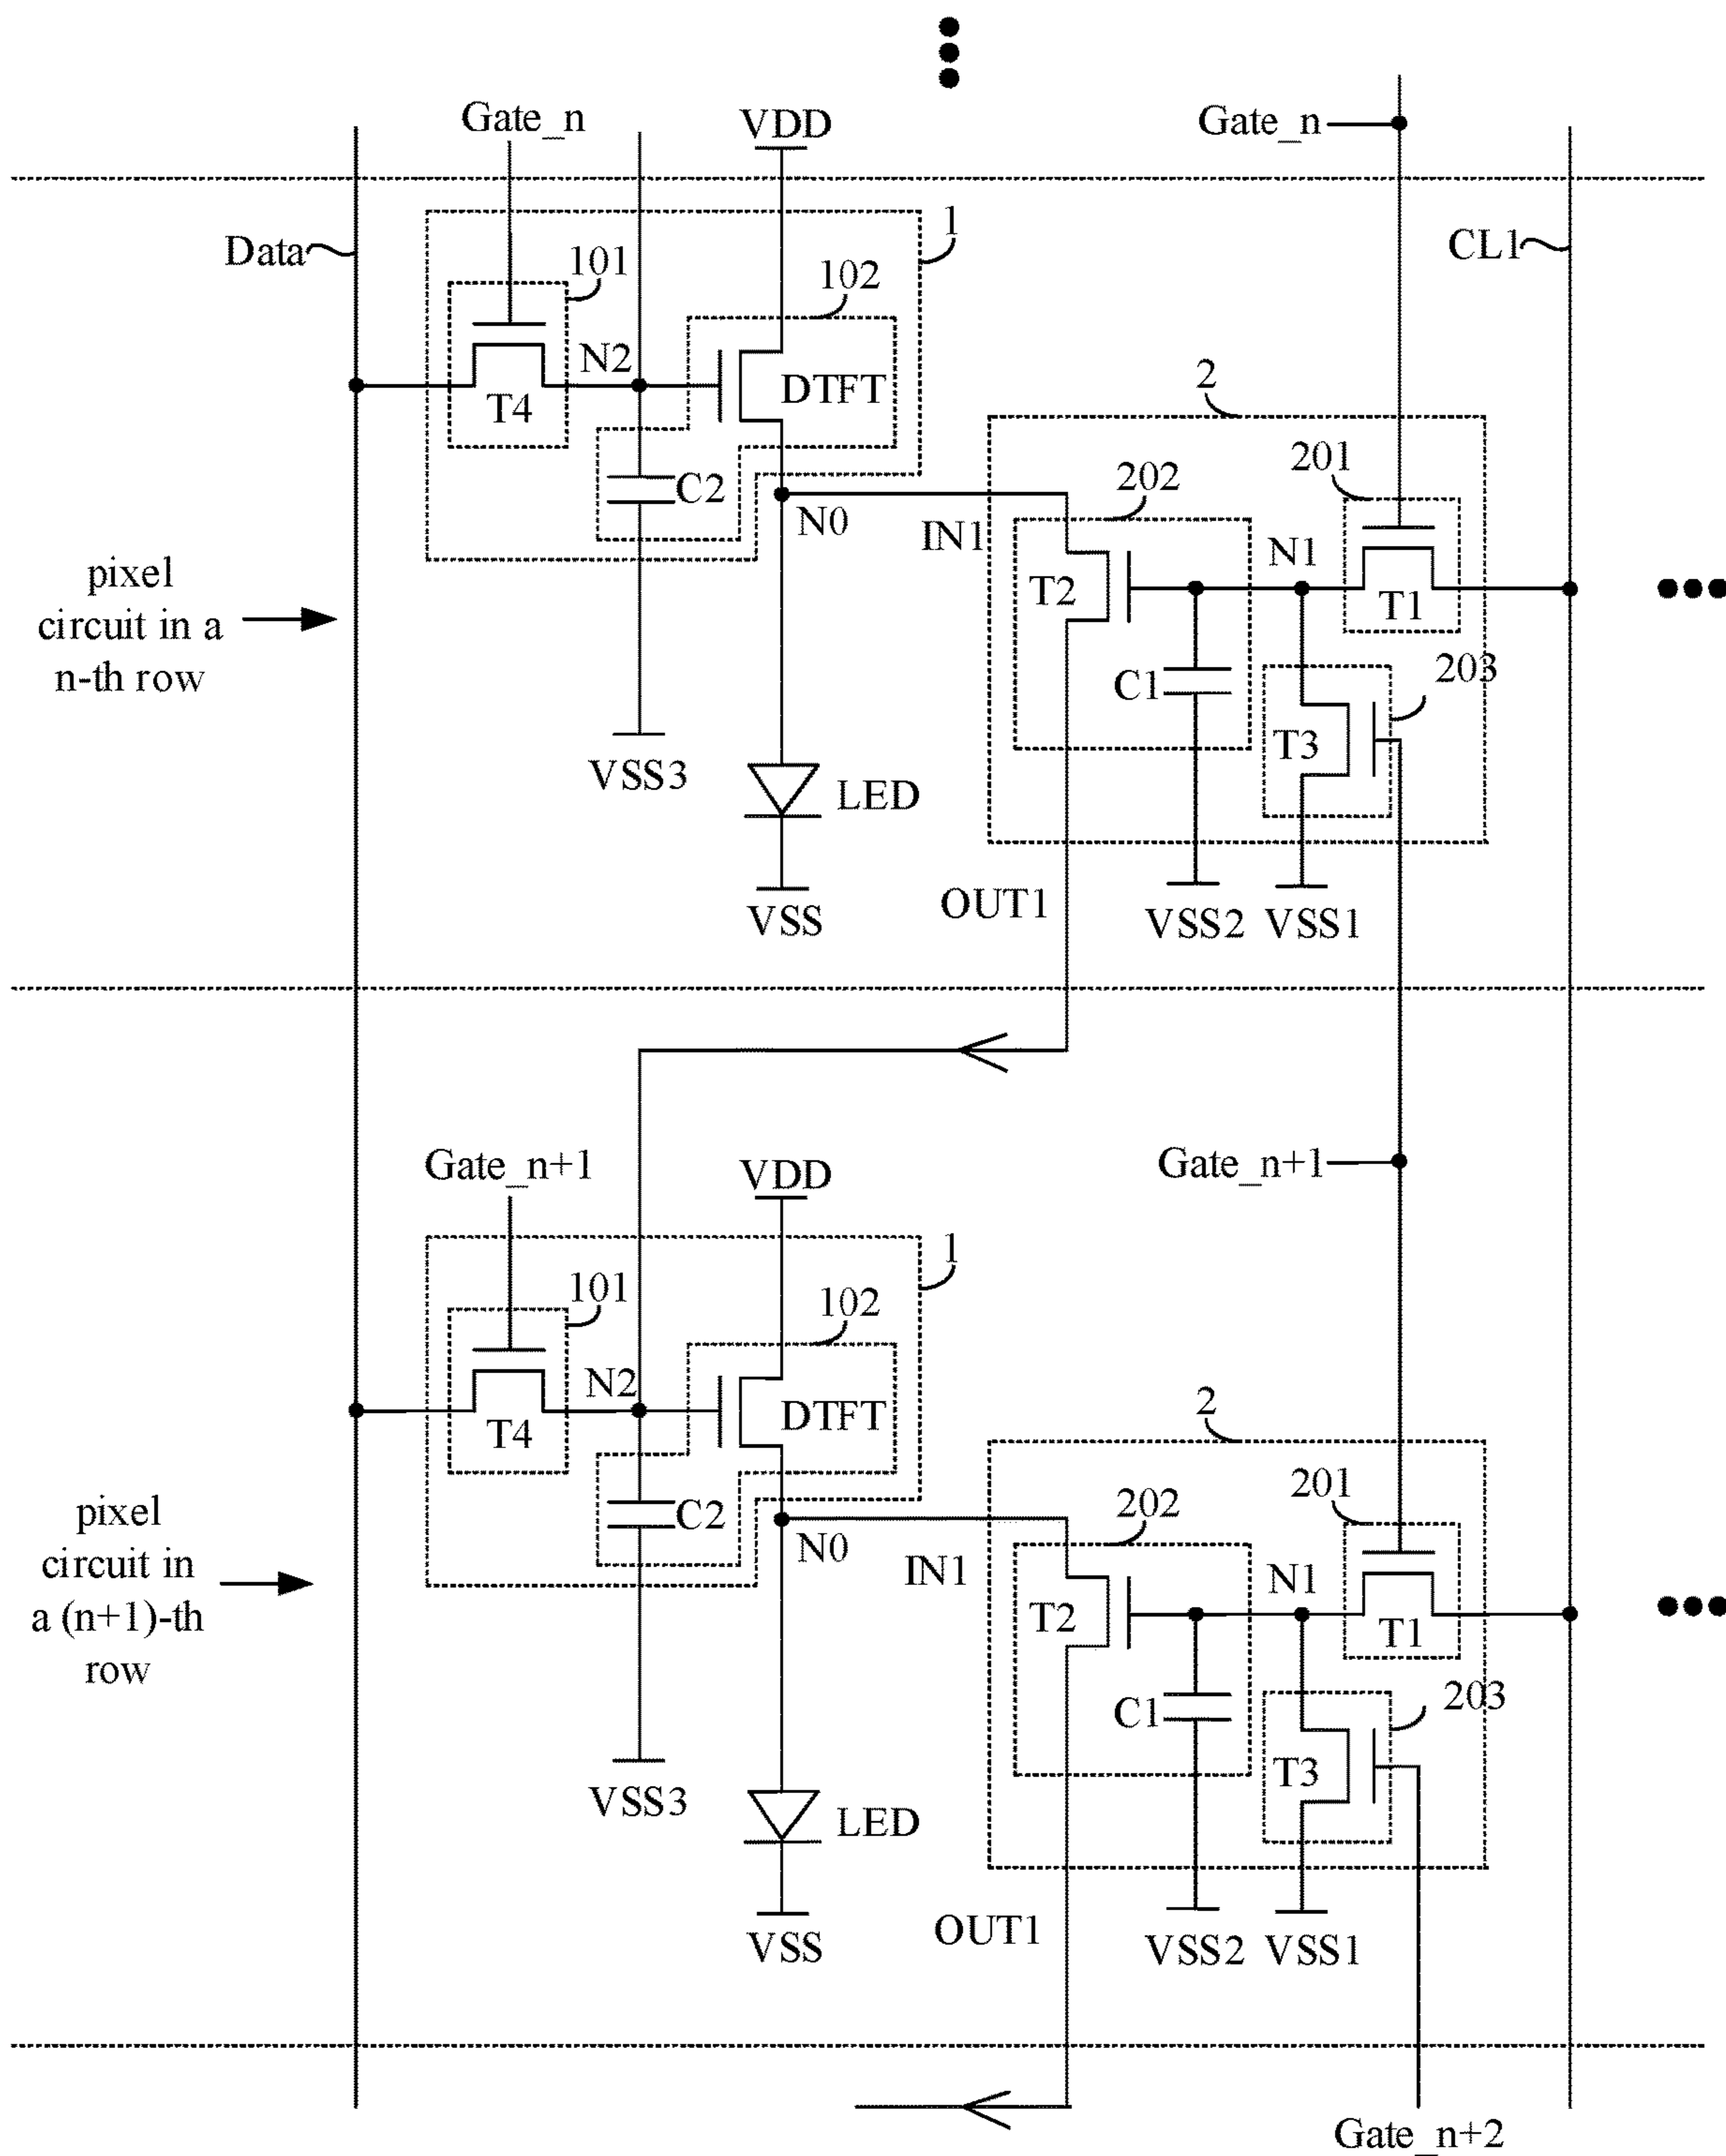 Gate_n
VDD
Gate_n
Data
1
CL1
101
102
N2
DTFT
T4
2
201
202
C2
N0
IN1
N1
pixel
circuit in a
n-th row
T2
T1
203
C1
T3
VSS3
LED
OUT1
VSS
VSS2
VSS1
Gate_n+1
VDD
Gate_n+1
1
101
102
N2
DTFT
T4
2
201
202
C2
N0
IN1
N1
pixel
circuit in
a (n+1)-th
row
T2
T1
203
C1
T3
VSS3
LED
OUT1
VSS
VSS2
VSS1
Gate_n+2